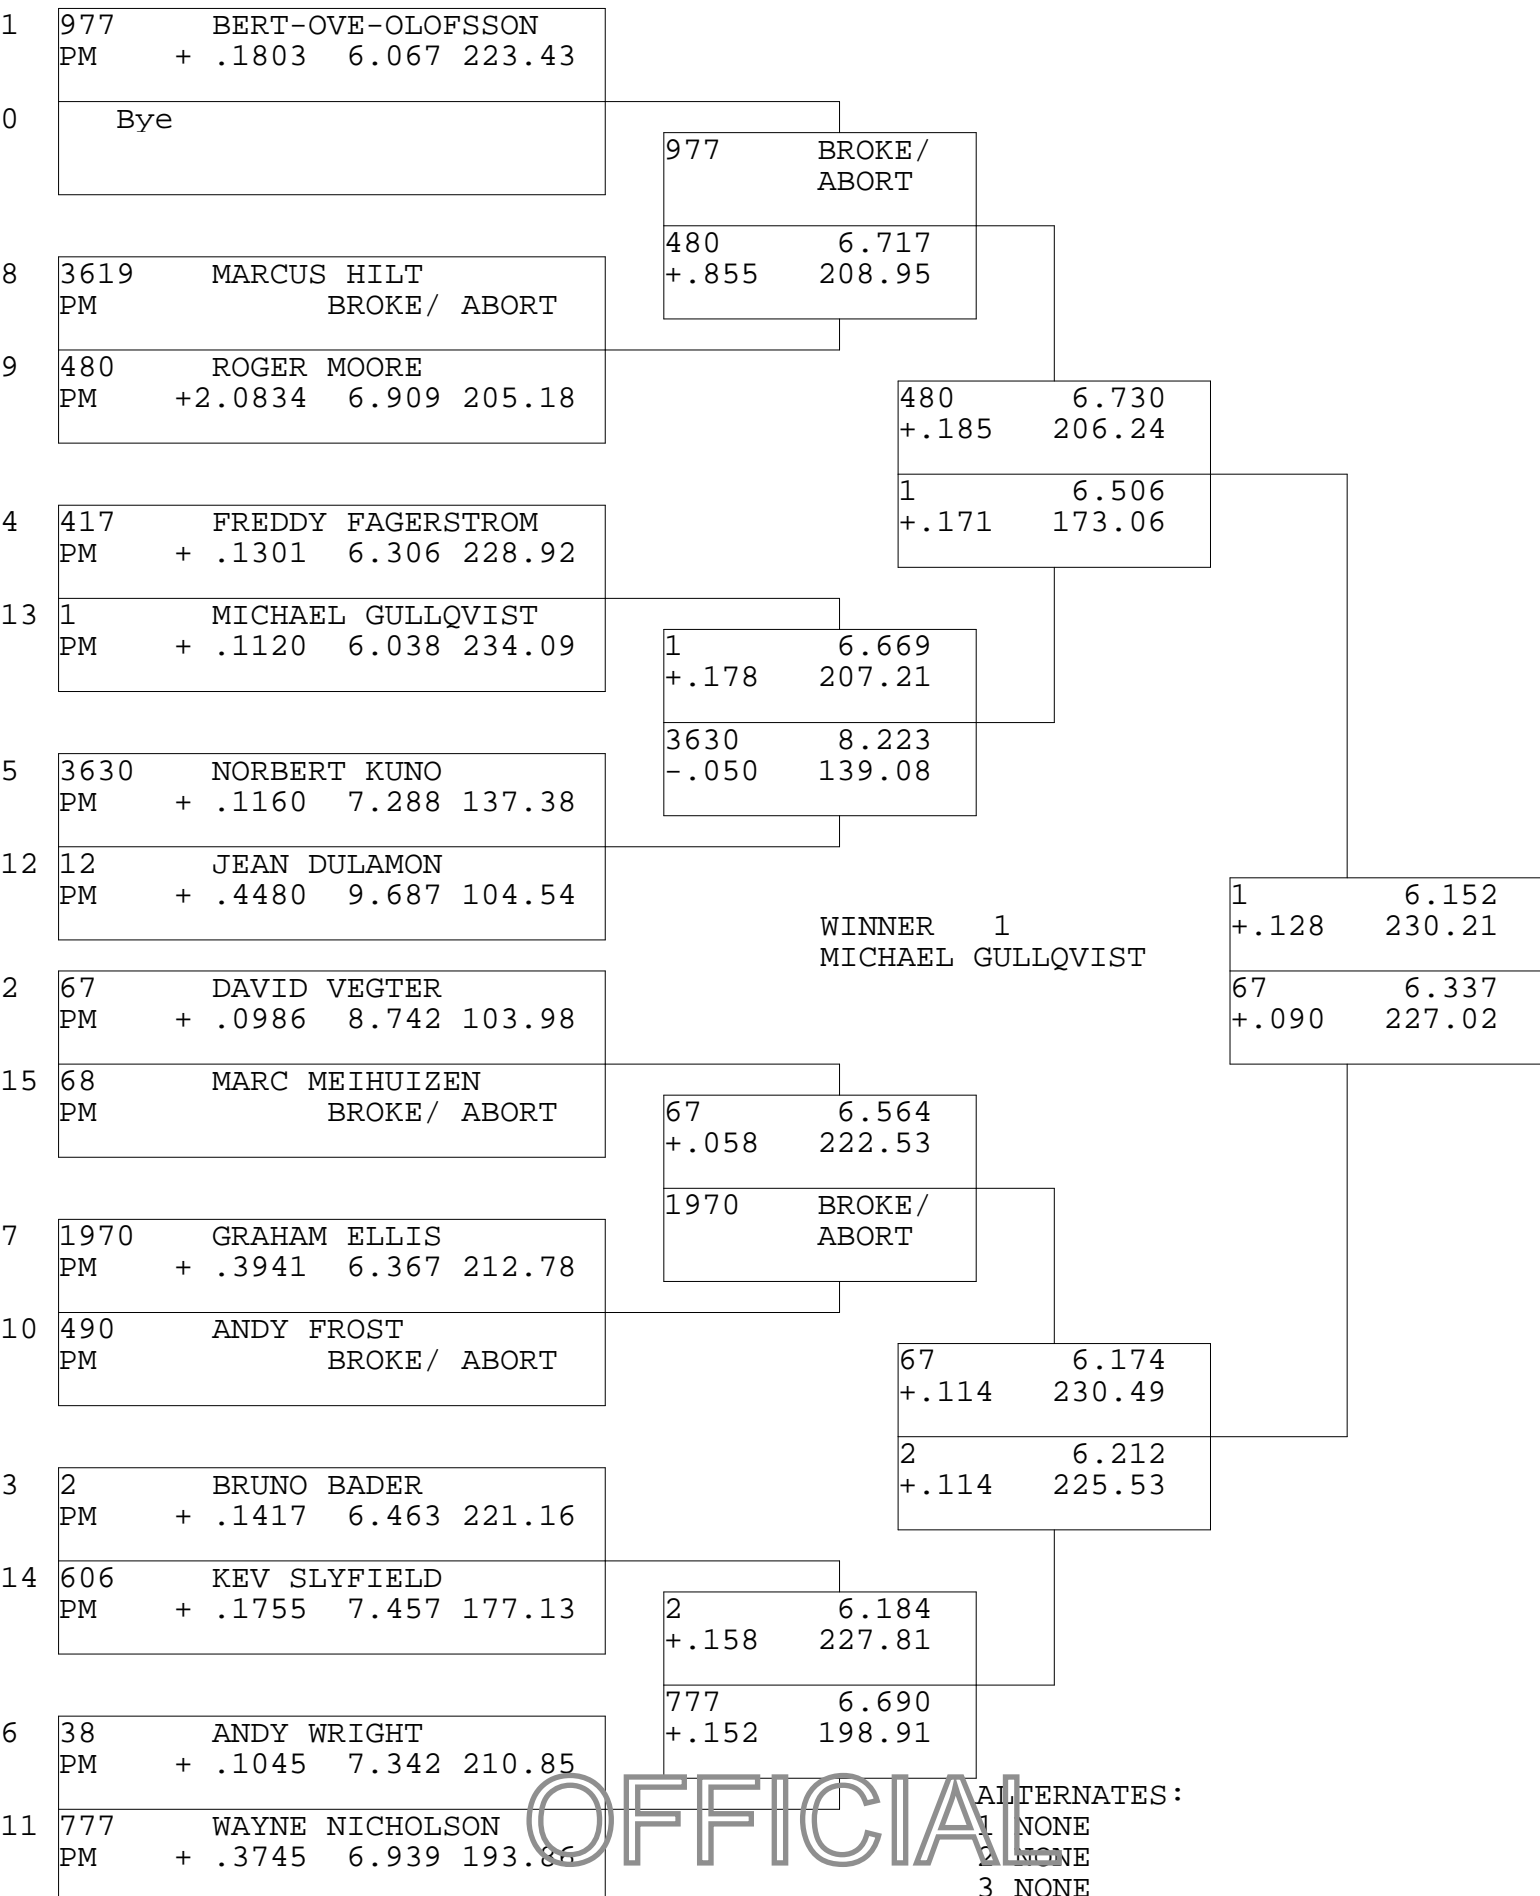 1 977 BERT-OVE-OLOFSSON
PM + .1803 6.067 223.43
0 Bye
977 BROKE/
ABORT
480 6.717
+.855 208.95
8 3619 MARCUS HILT
PM BROKE/ ABORT
9 480 ROGER MOORE
PM +2.0834 6.909 205.18
480 6.730
+.185 206.24
1 6.506
+.171 173.06
4 417 FREDDY FAGERSTROM
PM + .1301 6.306 228.92
13 1 MICHAEL GULLQVIST
PM + .1120 6.038 234.09
1 6.669
+.178 207.21
3630 8.223
-.050 139.08
5 3630 NORBERT KUNO
PM + .1160 7.288 137.38
12 12 JEAN DULAMON
PM + .4480 9.687 104.54
WINNER 1
MICHAEL GULLQVIST
1 6.152
+.128 230.21
67 6.337
+.090 227.02
2 67 DAVID VEGTER
PM + .0986 8.742 103.98
15 68 MARC MEIHUIZEN
PM BROKE/ ABORT
67 6.564
+.058 222.53
1970 BROKE/
ABORT
7 1970 GRAHAM ELLIS
PM + .3941 6.367 212.78
10 490 ANDY FROST
PM BROKE/ ABORT
67 6.174
+.114 230.49
2 6.212
+.114 225.53
3 2 BRUNO BADER
PM + .1417 6.463 221.16
14 606 KEV SLYFIELD
PM + .1755 7.457 177.13
2 6.184
+.158 227.81
777 6.690
+.152 198.91
6 38 ANDY WRIGHT
PM + .1045 7.342 210.85
11 777 WAYNE NICHOLSON
PM + .3745 6.939 193.86
OFFICIAL
ALTERNATES:
1 NONE
2 NONE
3 NONE